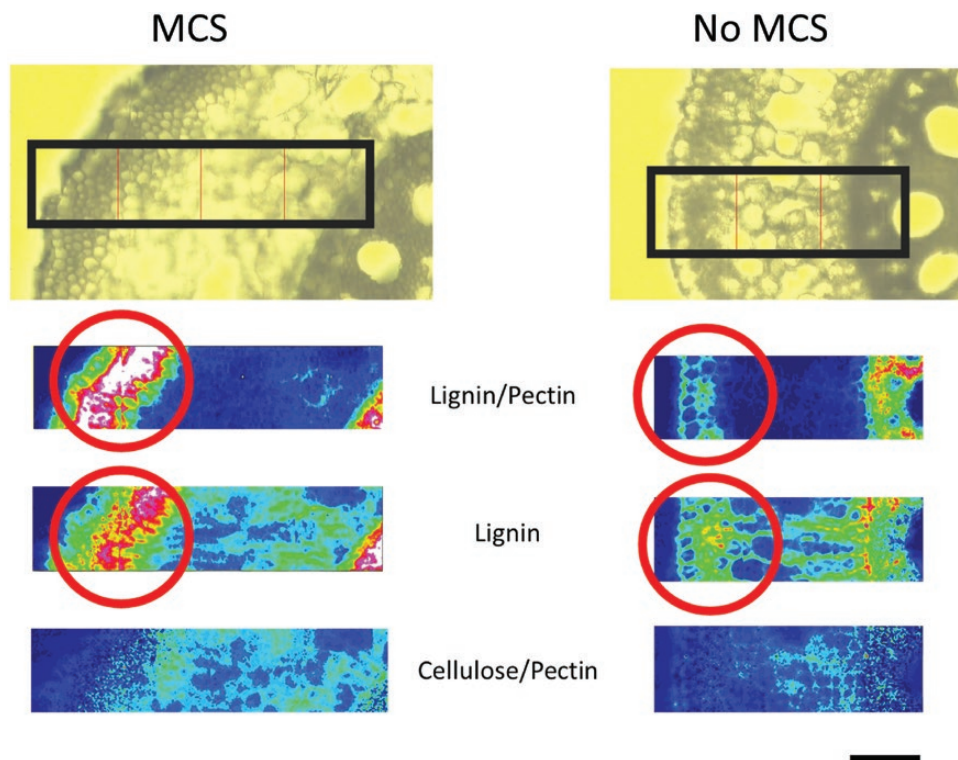 MCS
No MCS
Lignin/Pectin
Lignin
Cellulose/Pectin